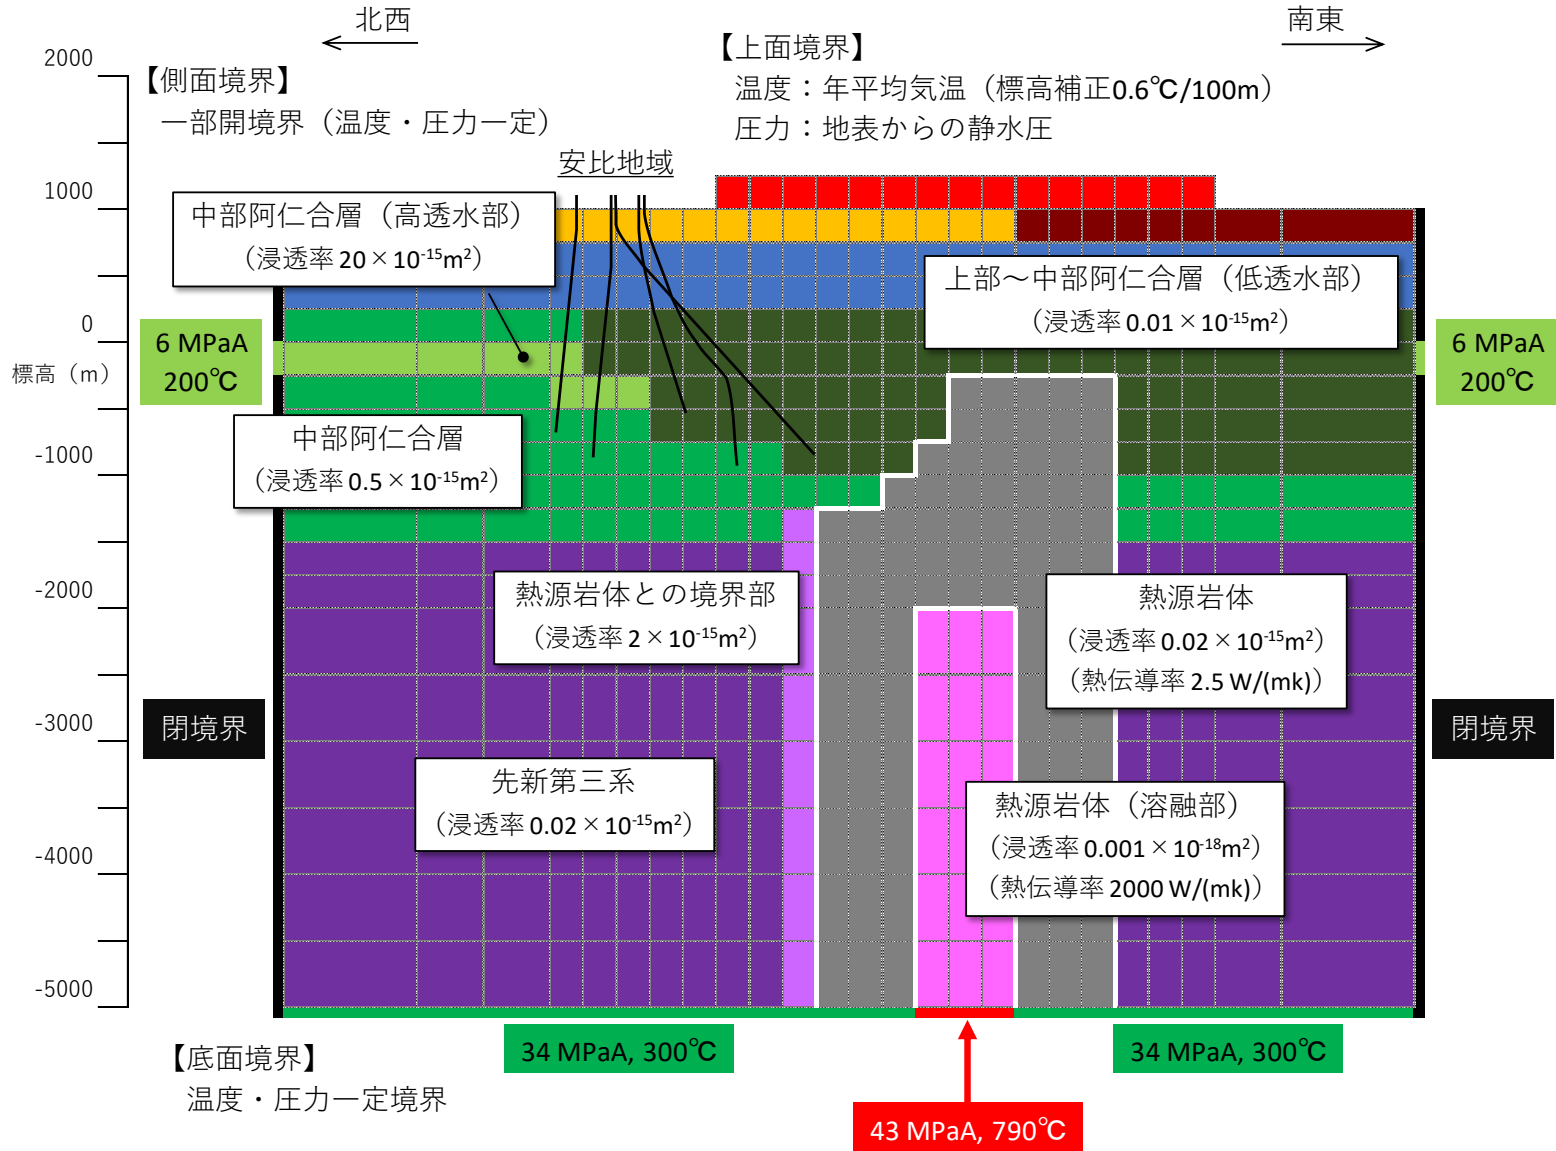 北西
南東
【側面境界】
一部開境界（温度・圧力一定）
【上面境界】
温度：年平均気温（標高補正0.6℃/100m）
圧力：地表からの静水圧
安比地域
2000
1000
0
標高（m）
-1000
-2000
-3000
-4000
-5000
中部阿仁合層（高透水部）
（浸透率 20×10-15m2）
上部～中部阿仁合層（低透水部）
（浸透率 0.01×10-15m2）
6 MPaA
200℃
6 MPaA
200℃
中部阿仁合層
（浸透率 0.5×10-15m2）
熱源岩体との境界部
（浸透率 2×10-15m2）
熱源岩体
（浸透率 0.02×10-15m2）
（熱伝導率 2.5 W/(mk)）
閉境界
閉境界
先新第三系
（浸透率 0.02×10-15m2）
熱源岩体（溶融部）
（浸透率 0.001×10-18m2）
（熱伝導率 2000 W/(mk)）
34 MPaA, 300℃
34 MPaA, 300℃
【底面境界】
温度・圧力一定境界
43 MPaA, 790℃